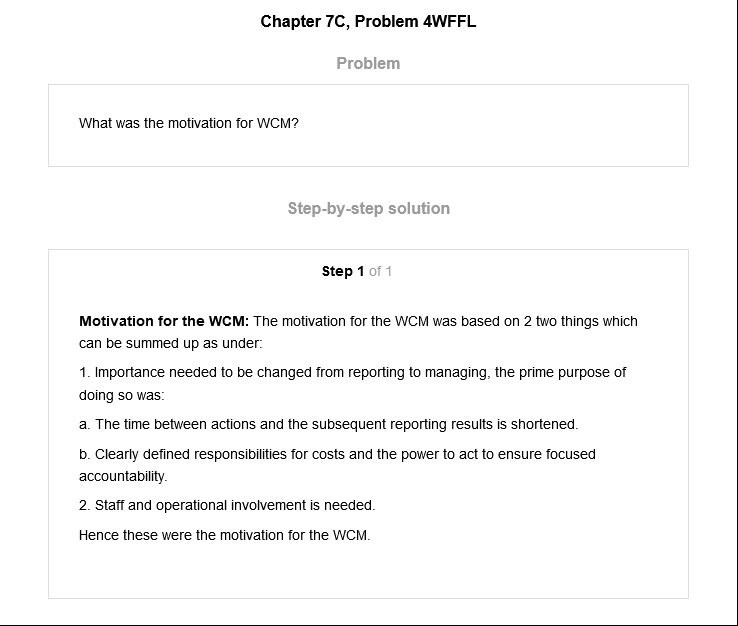 Chapter 7C, Problem 4WFFL
Problem
What was the motivation for WCM?
Step-by-step solution
Step 1 of 1
Motivation for the WCM: The motivation for the WCM was based on 2 two things which
can be summed up as under:
1. Importance needed to be changed from reporting to managing, the prime purpose of
doing so was:
a. The time between actions and the subsequent reporting results is shortened.
b. Clearly defined responsibilities for costs and the power to act to ensure focused
accountability.
2. Staff and operational involvement is needed.
Hence these were the motivation for the WCM.